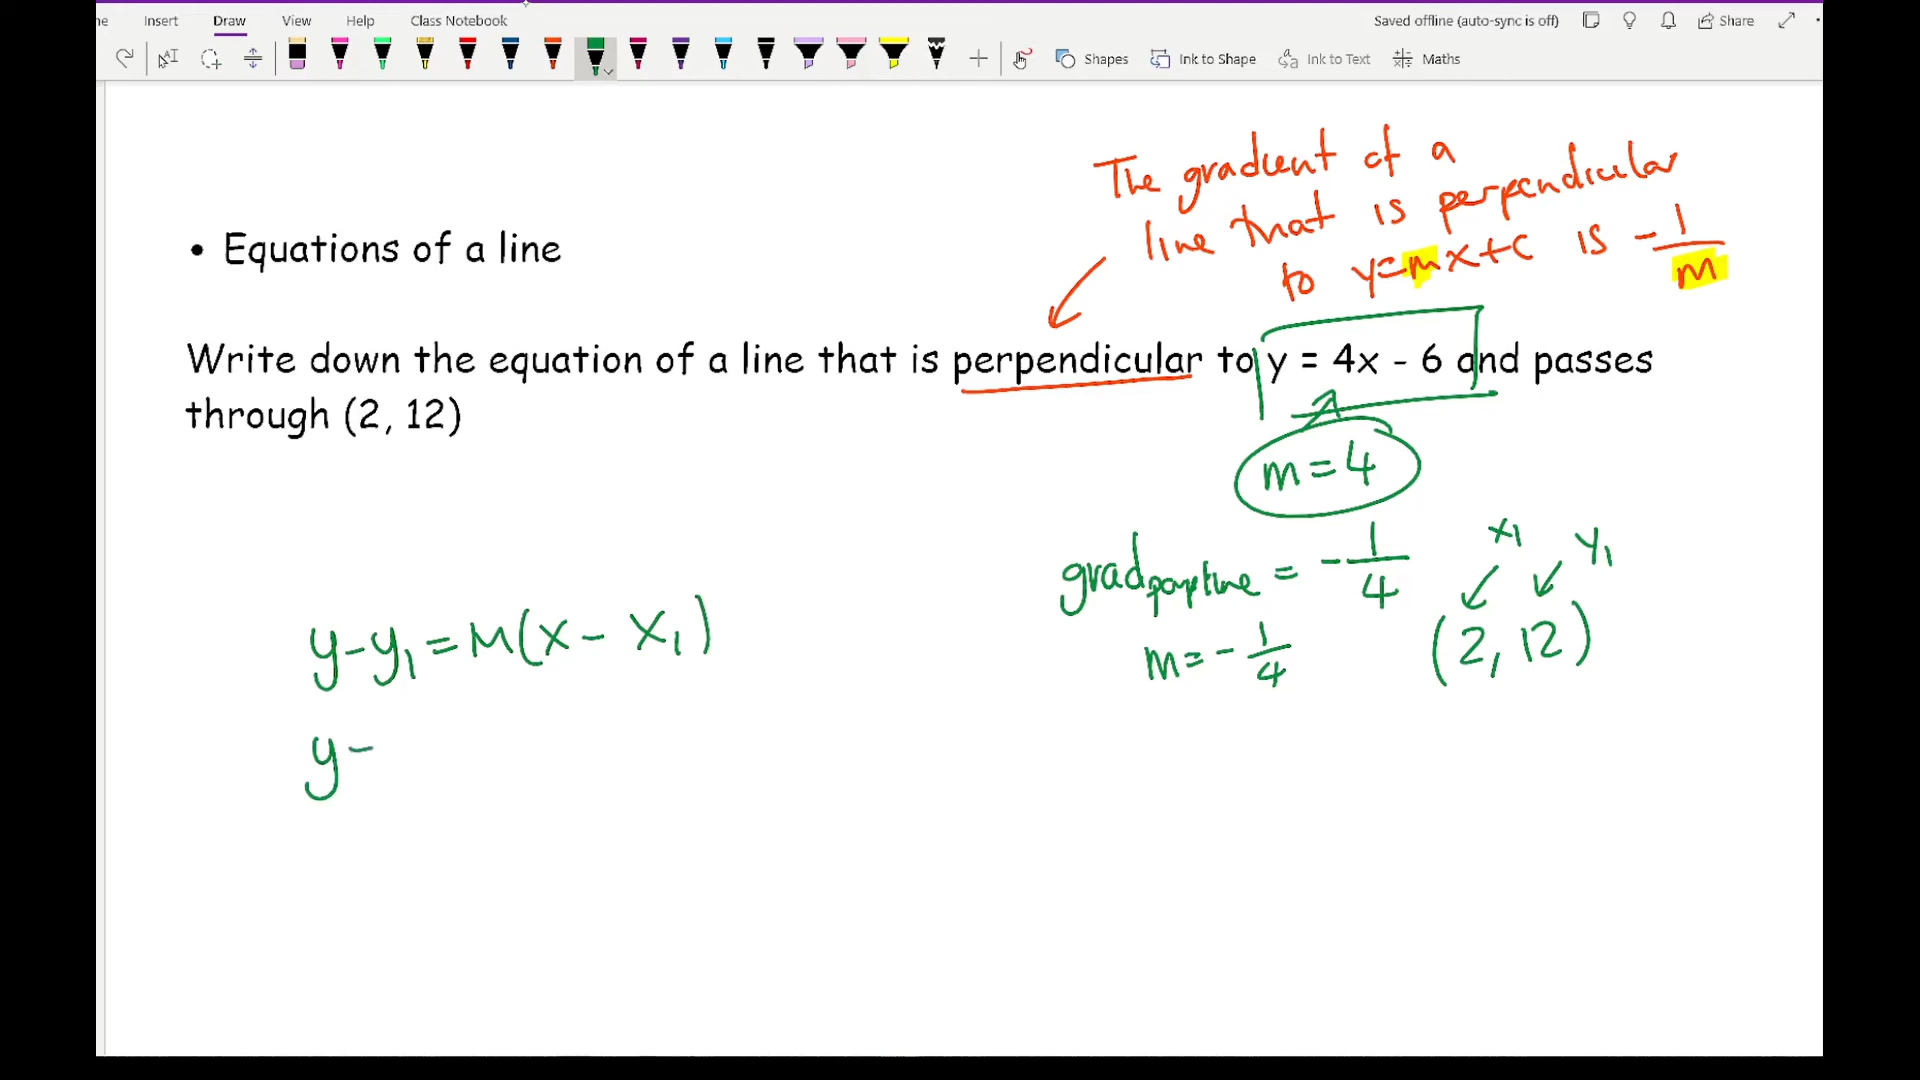 Insert Draw View Help Class Notebook Saved offline (auto-sync is off) Share
Shapes Ink to Shape Ink to Text Maths
The gradient of a
line that is perpendicular
to y=mx+c is -1/m
• Equations of a line
Write down the equation of a line that is perpendicular to y = 4x - 6 and passes
through (2, 12)
m=4
grad = -1/4
x₁ y₁
m=-1/4 (2, 12)
y-y₁=m(x-x₁)
y-